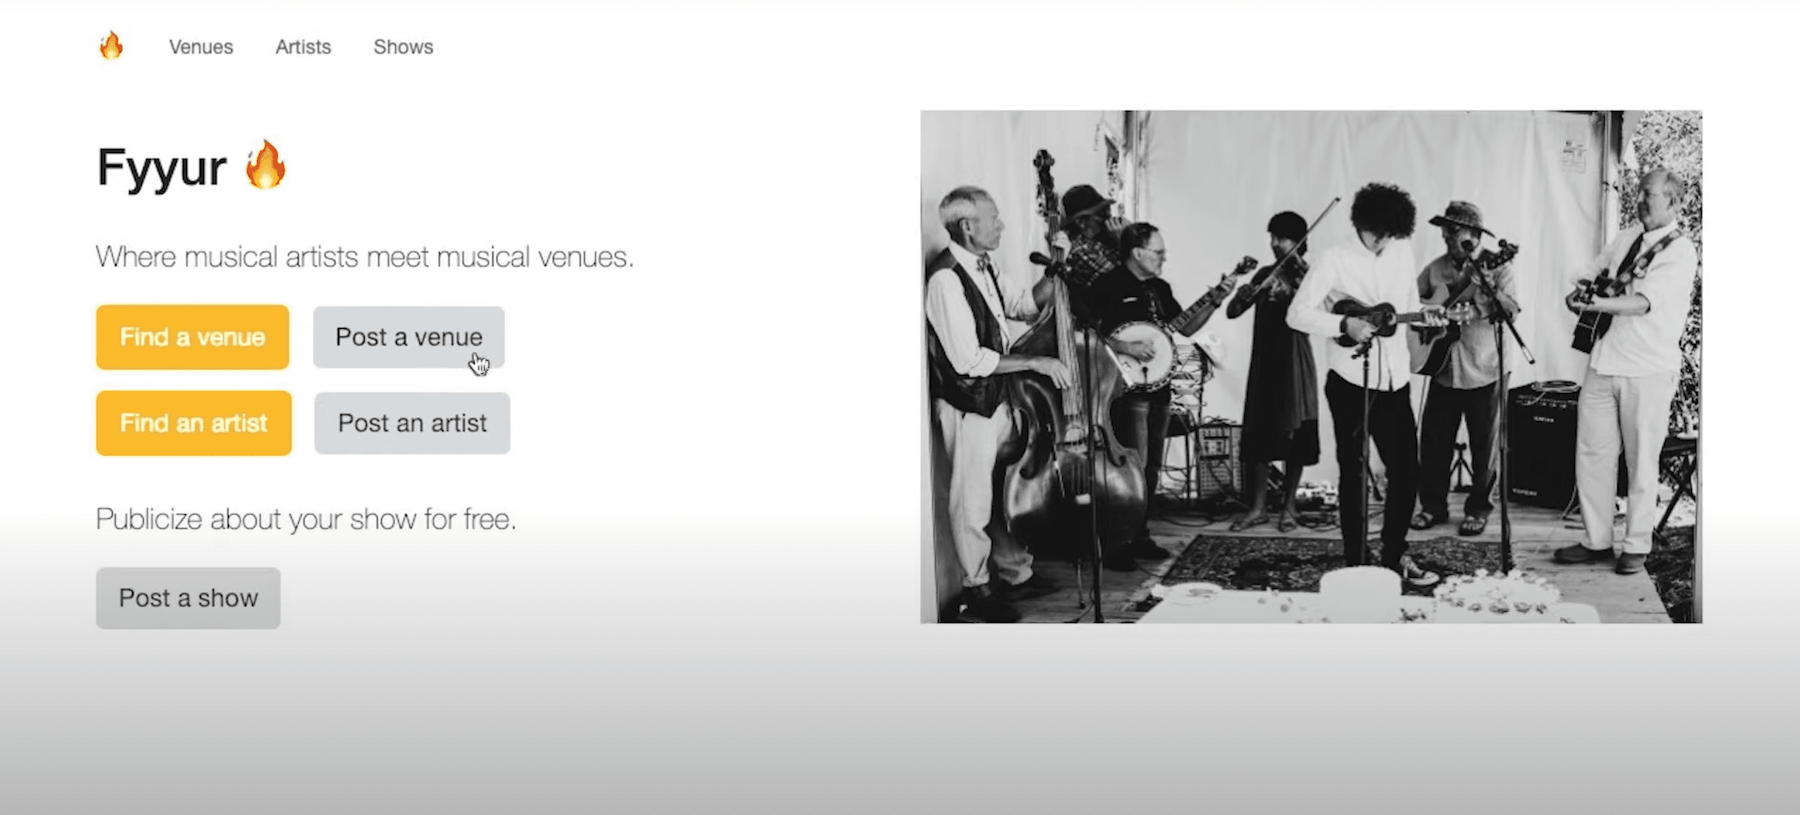 Venues Artists Shows
Fyyur
Where musical artists meet musical venues.
Find a venue Post a venue
Find an artist Post an artist
Publicize about your show for free.
Post a show